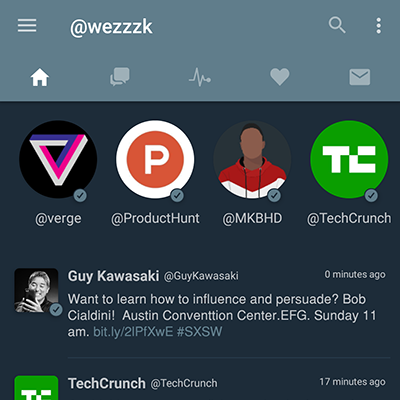 @wezzzk
P
TC
@verge
@ProductHunt
@MKBHD
@TechCrunch
Guy Kawasaki @GuyKawasaki 0 minutes ago
Want to learn how to influence and persuade? Bob
Cialdini! Austin Conventtion Center.EFG. Sunday 11
am. bit.ly/2lPfXwE #SXSW
TechCrunch @TechCrunch 17 minutes ago